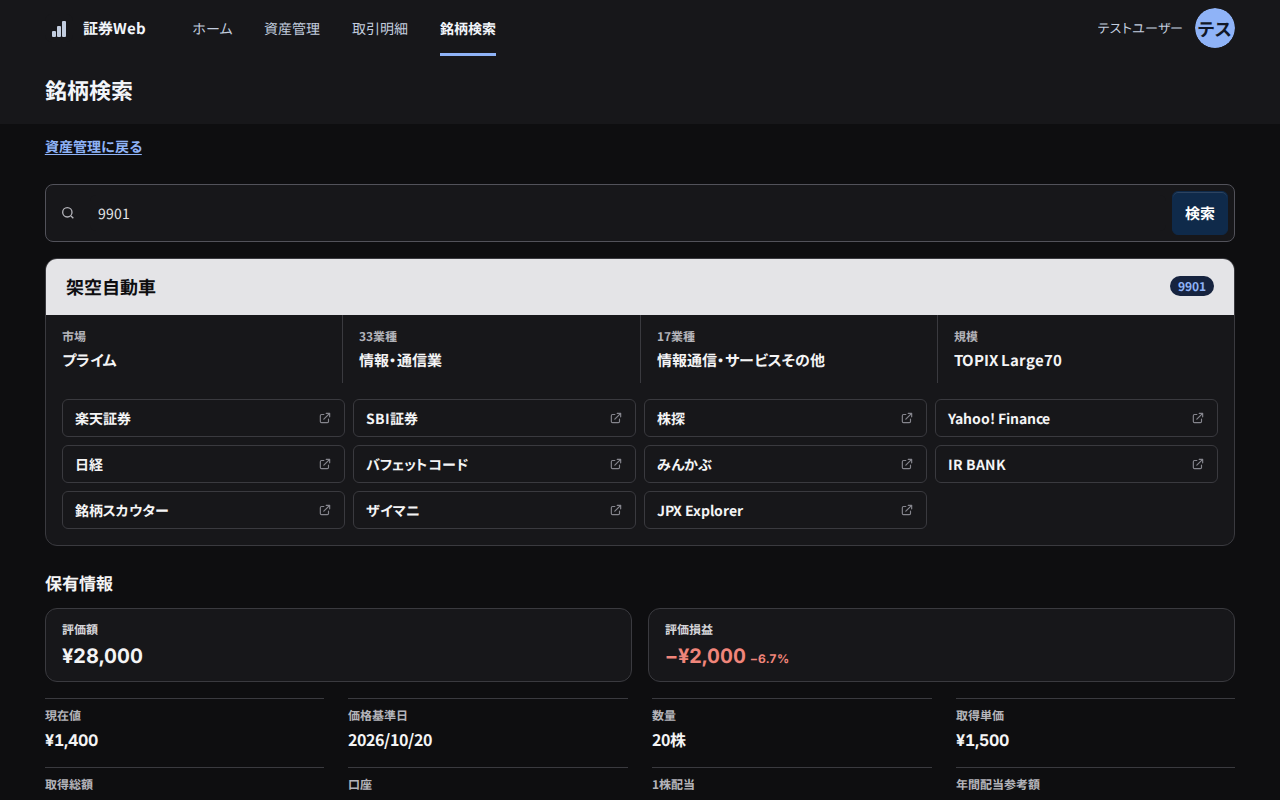 証券Web ホーム 資産管理 取引明細 銘柄検索 テストユーザー テス
銘柄検索
資産管理に戻る
9901 検索
架空自動車 9901
市場 33業種 17業種 規模
プライム 情報・通信業 情報通信・サービスその他 TOPIX Large70
楽天証券 SBI証券 株探 Yahoo! Finance
日経 バフェットコード みんかぶ IR BANK
銘柄スカウター ザイマニ JPX Explorer
保有情報
評価額 評価損益
¥28,000 −¥2,000 −6.7%
現在値 価格基準日 数量 取得単価
¥1,400 2026/10/20 20株 ¥1,500
取得総額 口座 1株配当 年間配当参考額